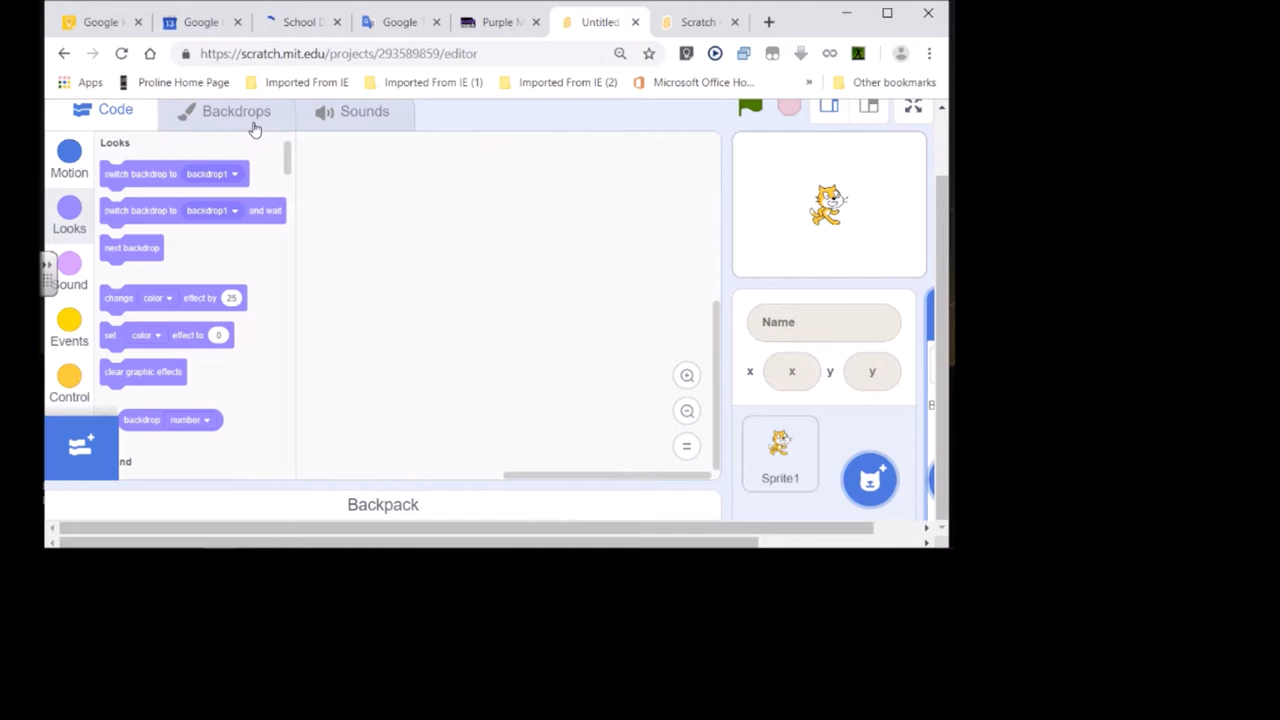 Google
Google
School
Google
Purple M
Untitled
Scratch
https://scratch.mit.edu/projects/293589859/editor
Apps Proline Home Page Imported From IE Imported From IE (1) Imported From IE (2) Microsoft Office Ho... » Other bookmarks
Code Backdrops Sounds
Motion
Looks
Sound
Events
Control
Looks
switch backdrop to backdrop1
switch backdrop to backdrop1 and wait
next backdrop
change color effect by 25
set color effect to 0
clear graphic effects
backdrop number
Name
x x y y
Sprite1
Backpack